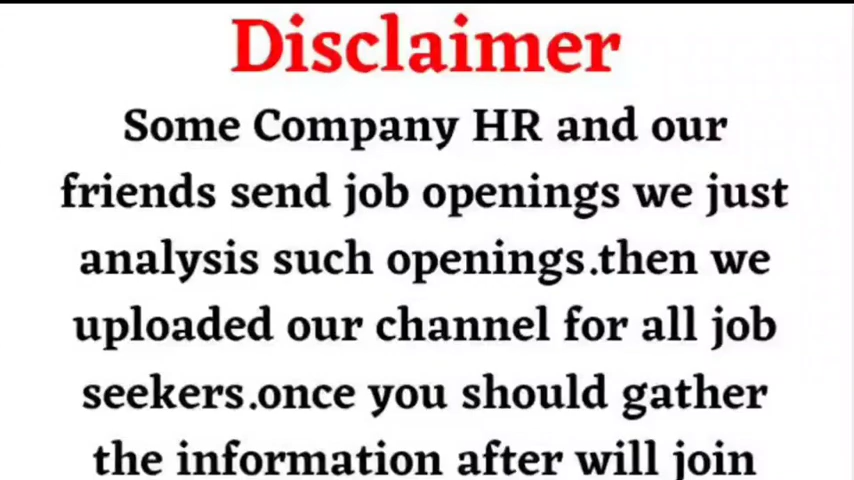 Disclaimer
Some Company HR and our
friends send job openings we just
analysis such openings.then we
uploaded our channel for all job
seekers.once you should gather
the information after will join